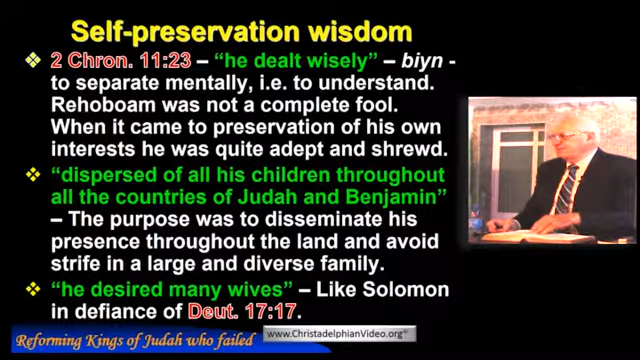 Self-preservation wisdom
❖ 2 Chron. 11:23 – “he dealt wisely” – biyn -
to separate mentally, i.e. to understand.
Rehoboam was not a complete fool.
When it came to preservation of his own
interests he was quite adept and shrewd.
❖ “dispersed of all his children throughout
all the countries of Judah and Benjamin”
– The purpose was to disseminate his
presence throughout the land and avoid
strife in a large and diverse family.
❖ “he desired many wives” – Like Solomon
in defiance of Deut. 17:17.
Reforming Kings of Judah who failed
www.ChristadelphianVideo.org